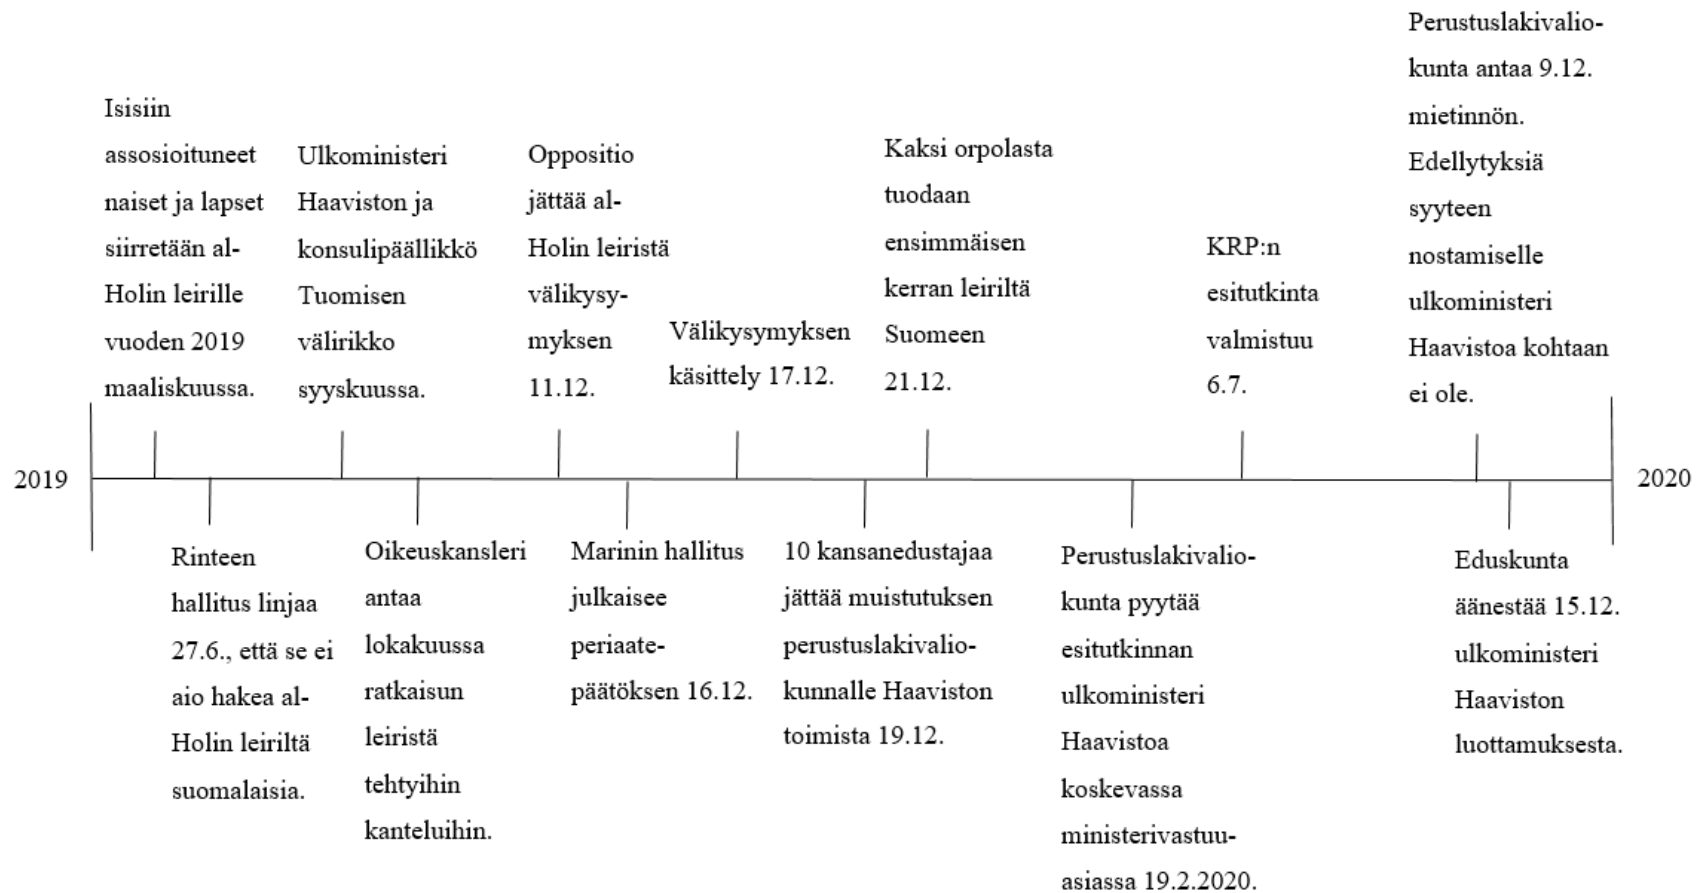 2019
Isisiin
assosioituneet
naiset ja lapset
siirretään al-
Holin leirille
vuoden 2019
maaliskuussa.
Rinteen
hallitus linjaa
27.6., että se ei
aio hakea al-
Holin leiriltä
suomalaisia.
Ulkoministeri
Haaviston ja
konsulipäällikkö
Tuomisen
välirikko
syyskuussa.
Oikeuskansleri
antaa
lokakuussa
ratkaisun
leiristä
tehtyihin
kanteluihin.
Oppositio
jättää al-
Holin leiristä
välikysy-
myksen
11.12.
Marinin hallitus
julkaisee
periaate-
päätöksen 16.12.
Välikysymyksen
käsittely 17.12.
10 kansanedustajaa
jättää muistutuksen
perustuslakivalio-
kunnalle Haaviston
toimista 19.12.
Kaksi orpolasta
tuodaan
ensimmäisen
kerran leiriltä
Suomeen
21.12.
Perustuslakivalio-
kunta pyytää
esitutkinnan
ulkoministeri
Haavistoa
koskevassa
ministerivastuu-
asiassa 19.2.2020.
KRP:n
esitutkinta
valmistuu
6.7.
Perustuslakivalio-
kunta antaa 9.12.
mietinnön.
Edellytyksiä
syyteen
nostamiselle
ulkoministeri
Haavistoa kohtaan
ei ole.
Eduskunta
äänestää 15.12.
ulkoministeri
Haaviston
luottamuksesta.
2020